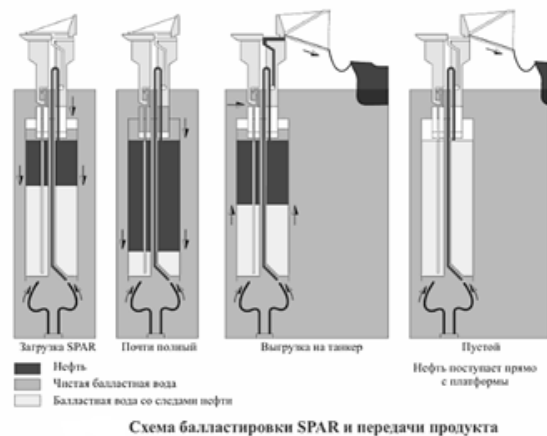 Загрузка SPAR
Почти полный
Выгрузка на танкер
Пустой
Нефть
Чистая балластная вода
Балластная вода со следами нефти
Нефть поступает прямо
с платформы
Схема балластировки SPAR и передачи продукта